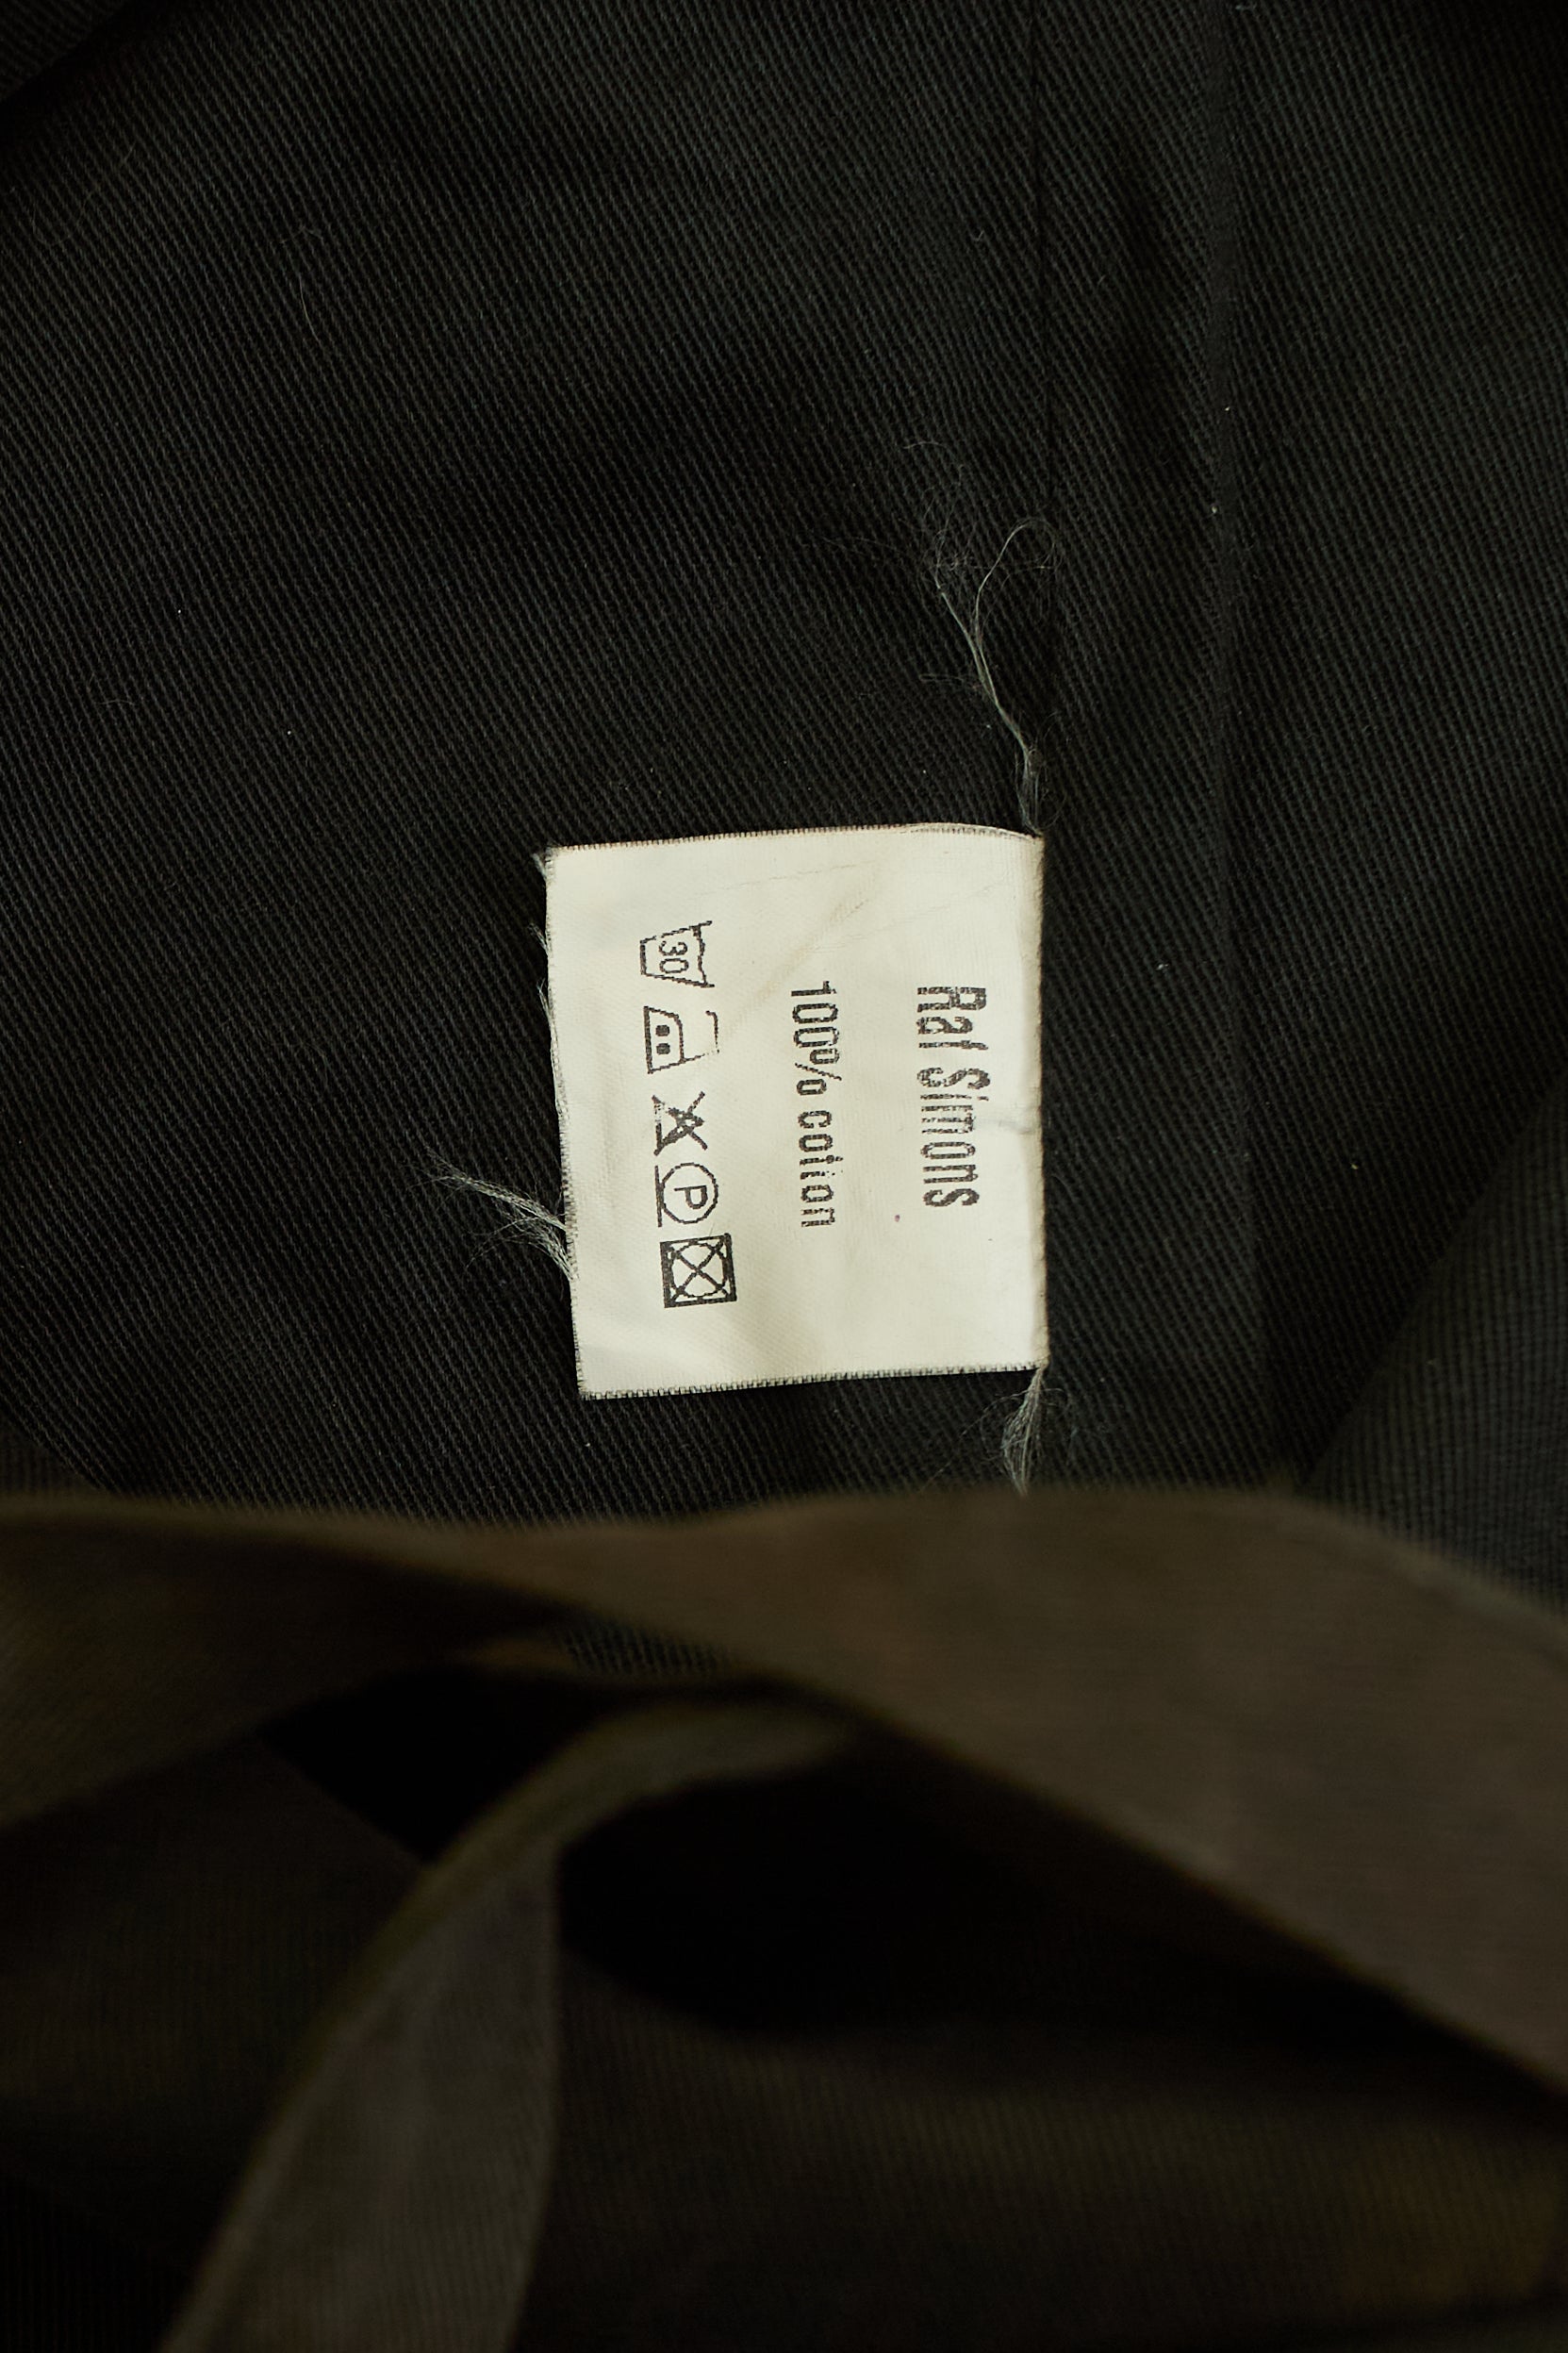 Raf Simons
100% cotton
30
P